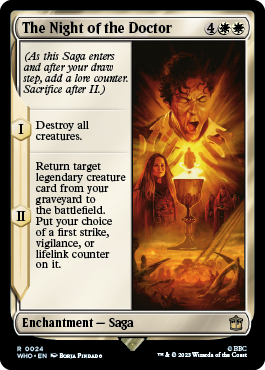 The Night of the Doctor 4
(As this Saga enters
and after your draw
step, add a lore counter.
Sacrifice after II.)
I
Destroy all
creatures.
II
Return target
legendary creature
card from your
graveyard to
the battlefield.
Put your choice
of a first strike,
vigilance, or
lifelink counter
on it.
Enchantment — Saga
R 0024
WHO • EN Borja Pindado
© BBC
™ & © 2023 Wizards of the Coast